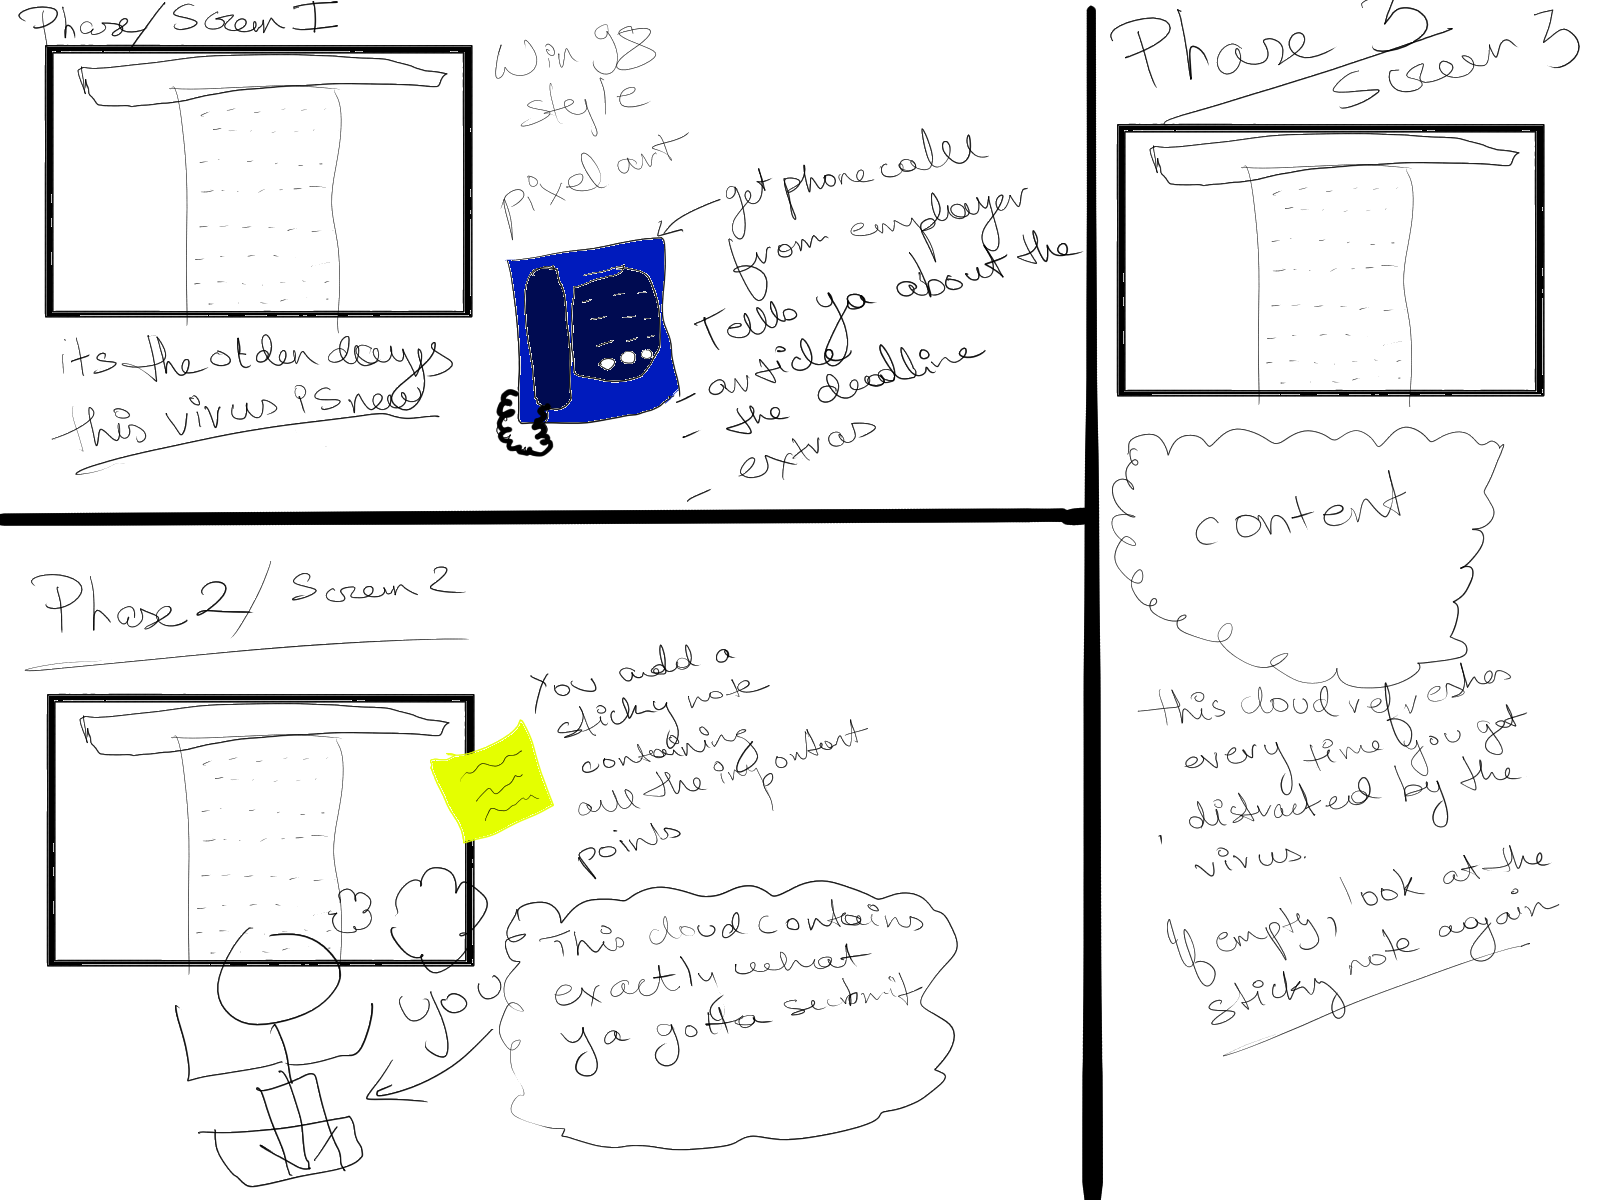 Phase/Screen I
Win 98
style
pixel art
its the olden days
this virus is new
get phone call
from employer
Tells ya about the
- article
- the deadline
- extras
Phase 2/Screen 2
You add a
sticky note
containing
all the important
points
you
This cloud contains
exactly what
ya gotta submit
Phase 3
Screen 3
content
this cloud refreshes
every time you get
distracted by the
virus.
If empty, look at the
sticky note again